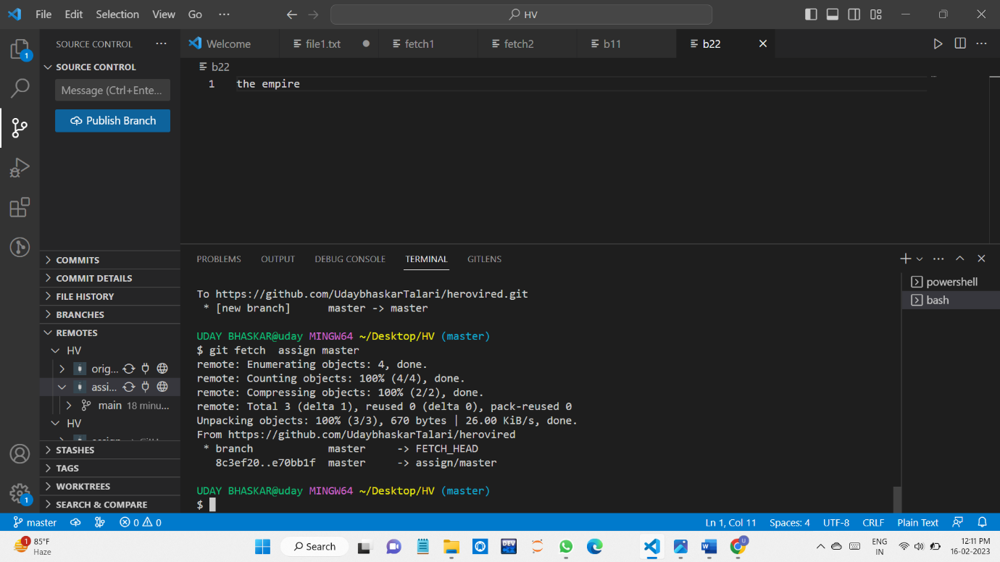 File Edit Selection View Go ··· HV
SOURCE CONTROL ···
Welcome file1.txt fetch1 fetch2 b11 b22
1
SOURCE CONTROL
b22
Message (Ctrl+Ente...
1 the empire
Publish Branch
COMMITS
COMMIT DETAILS
FILE HISTORY
BRANCHES
REMOTES
HV
orig...
assi...
main 18 minu...
HV
STASHES
TAGS
WORKTREES
SEARCH & COMPARE
1
PROBLEMS OUTPUT DEBUG CONSOLE TERMINAL GITLENS
powershell
bash
To https://github.com/UdaybhaskarTalari/herovired.git
* [new branch] master -> master
UDAY BHASKAR@uday MINGW64 ~/Desktop/HV (master)
$ git fetch  assign master
remote: Enumerating objects: 4, done.
remote: Counting objects: 100% (4/4), done.
remote: Compressing objects: 100% (2/2), done.
remote: Total 3 (delta 1), reused 0 (delta 0), pack-reused 0
Unpacking objects: 100% (3/3), 670 bytes | 26.00 KiB/s, done.
From https://github.com/UdaybhaskarTalari/herovired
* branch master -> FETCH_HEAD
8c3ef20..e70bb1f master -> assign/master
UDAY BHASKAR@uday MINGW64 ~/Desktop/HV (master)
$
master 0 0 Ln 1, Col 11 Spaces: 4 UTF-8 CRLF Plain Text
1 85°F
Haze
Search
DEV
U
ENG
IN
12:11 PM
16-02-2023